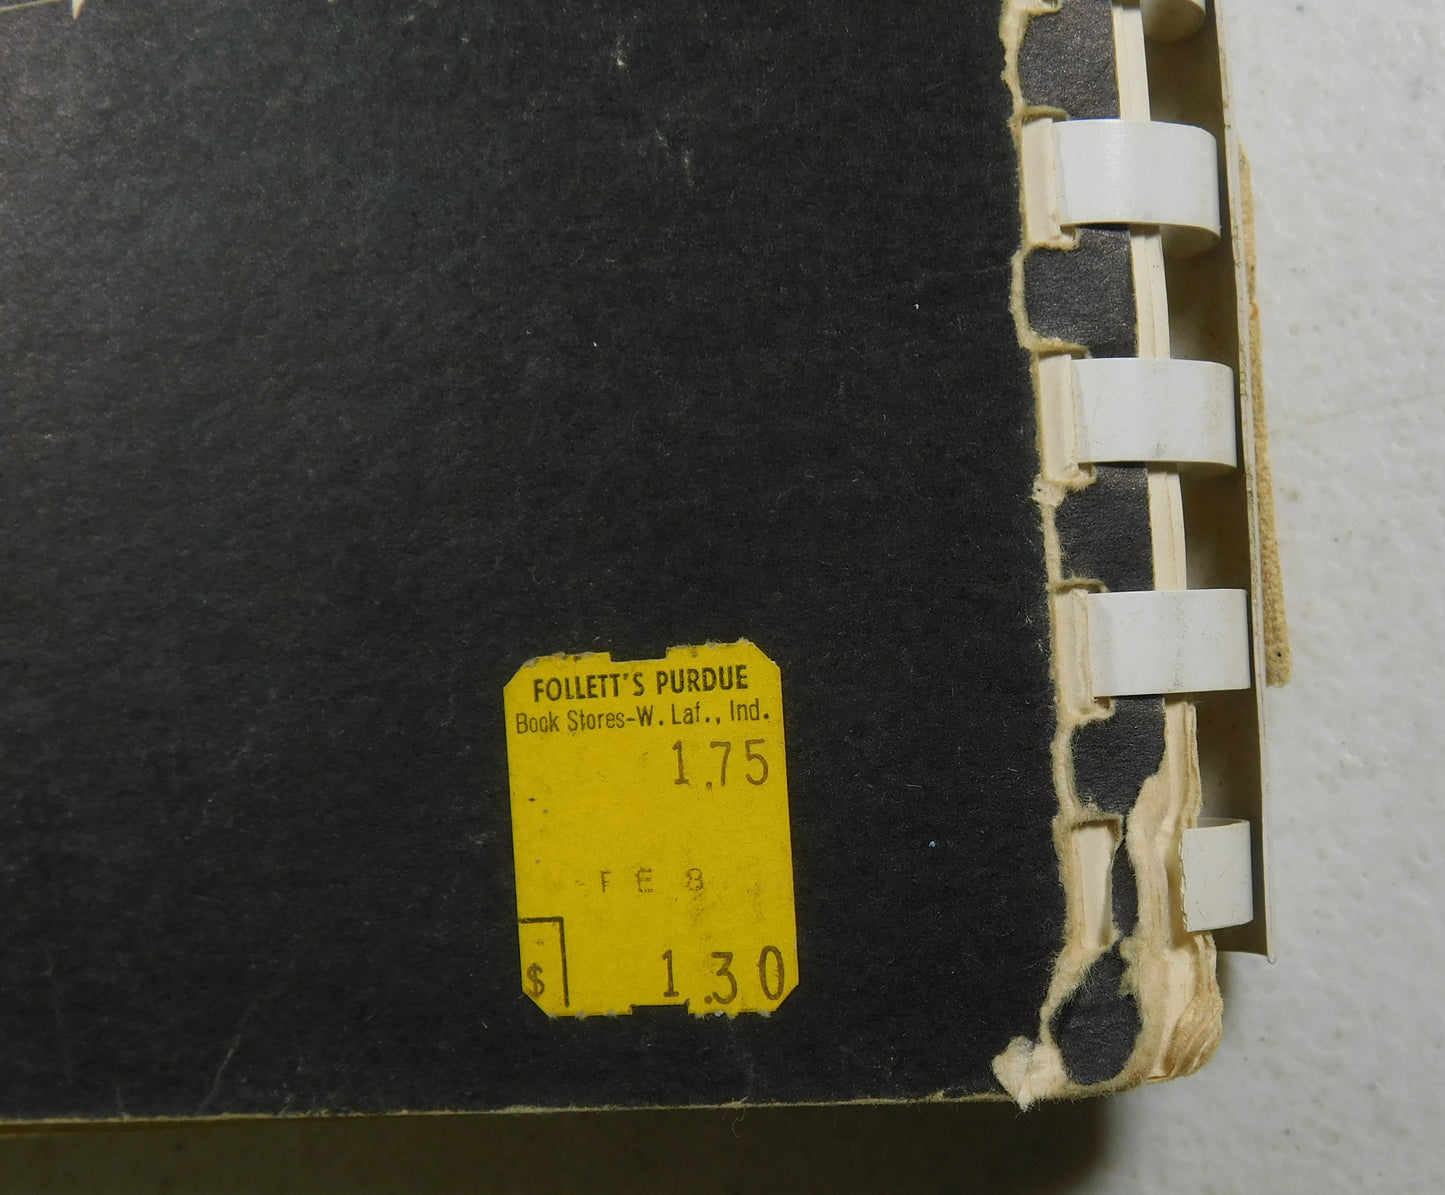 FOLLETT'S PURDUE
Book Stores-W. Laf., Ind.
1.75
FE 8
$ 1.30